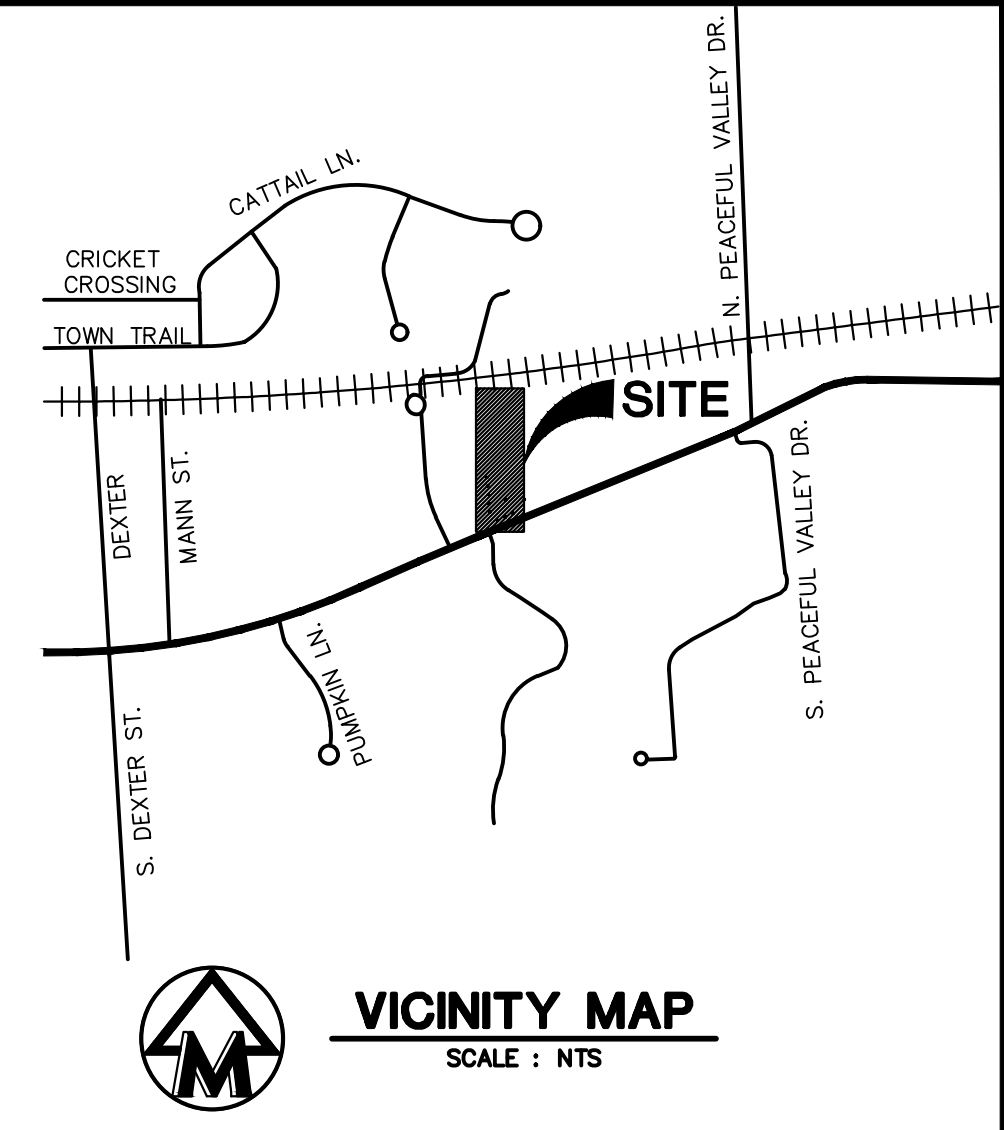 N. PEACEFUL VALLEY DR.
CATTAIL LN.
CRICKET
CROSSING
TOWN TRAIL
SITE
DEXTER
MANN ST.
S. PEACEFUL VALLEY DR.
PUMPKIN LN.
S. DEXTER ST.
M
VICINITY MAP
SCALE : NTS